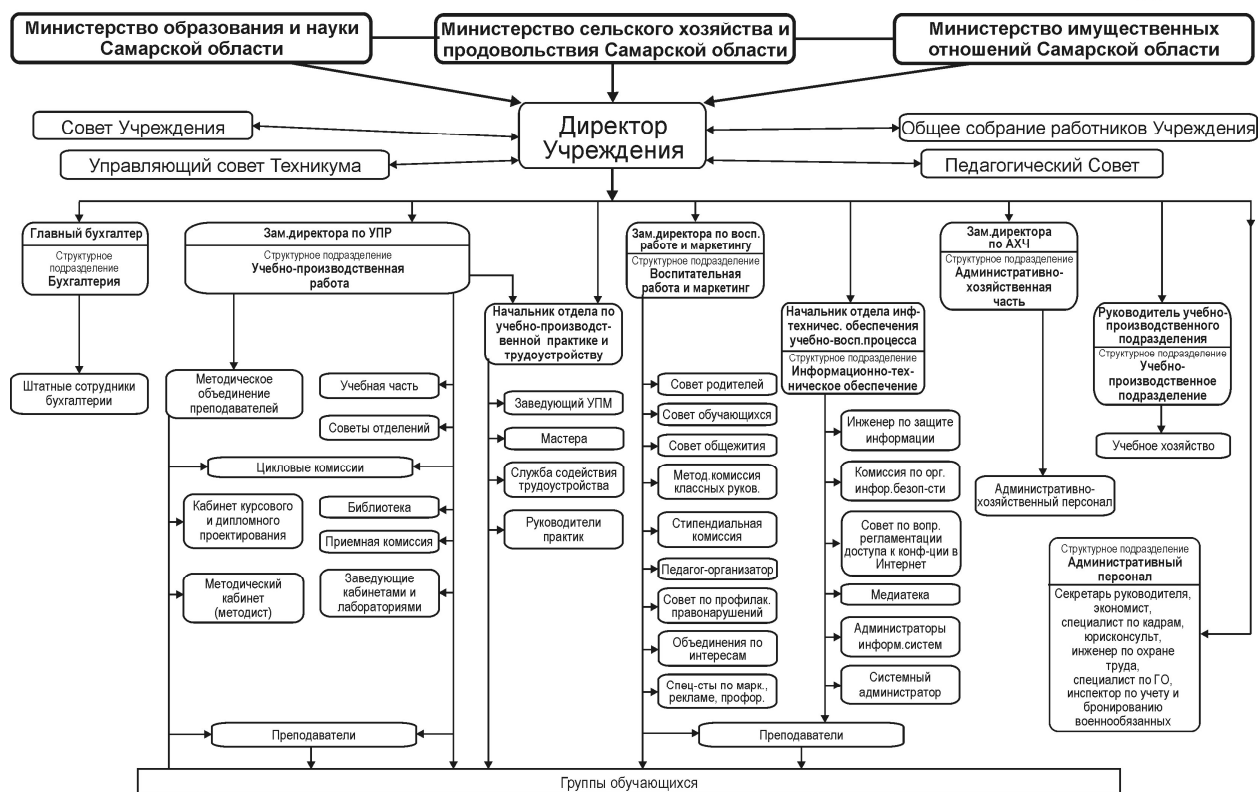 Министерство образования и науки
Самарской области
Министерство сельского хозяйства и
продовольствия Самарской области
Министерство имущественных
отношений Самарской области
Директор
Учреждения
Совет Учреждения
Управляющий совет Техникума
Общее собрание работников Учреждения
Педагогический Совет
Главный бухгалтер
Структурное
подразделение
Бухгалтерия
Штатные сотрудники
бухгалтерии
Зам.директора по УПР
Структурное подразделение
Учебно-производственная
работа
Методическое
объединение
преподавателей
Учебная часть
Советы отделений
Цикловые комиссии
Кабинет курсового
и дипломного
проектирования
Библиотека
Приемная комиссия
Методический
кабинет
(методист)
Заведующие
кабинетами и
лабораториями
Преподаватели
Начальник отдела по
учебно-производст-
венной практике и
трудоустройству
Заведующий УПМ
Мастера
Служба содействия
трудоустройства
Руководители
практик
Зам.директора по восп.
работе и маркетингу
Структурное подразделение
Воспитательная
работа и маркетинг
Совет родителей
Совет обучающихся
Совет общежития
Метод.комиссия
классных руков.
Стипендиальная
комиссия
Педагог-организатор
Совет по профилак.
правонарушений
Объединения по
интересам
Спец-сты по марк.,
рекламе, профор.
Начальник отдела инф-
техничес. обеспечения
учебно-восп.процесса
Структурное подразделение
Информационно-тех-
ническое обеспечение
Инженер по защите
информации
Комиссия по орг.
инфор.безоп-сти
Совет по вопр.
регламентации
доступа к конф-ции в
Интернет
Медиатека
Администраторы
информ.систем
Системный
администратор
Преподаватели
Зам.директора
по АХЧ
Структурное подразделение
Административно-
хозяйственная
часть
Административно-
хозяйственный персонал
Руководитель учебно-
производственного
подразделения
Структурное подразделение
Учебно-
производственное
подразделение
Учебное хозяйство
Структурное подразделение
Административный
персонал
Секретарь руководителя,
экономист,
специалист по кадрам,
юрисконсульт,
инженер по охране
труда,
специалист по ГО,
инспектор по учету и
бронированию
военнообязанных
Группы обучающихся